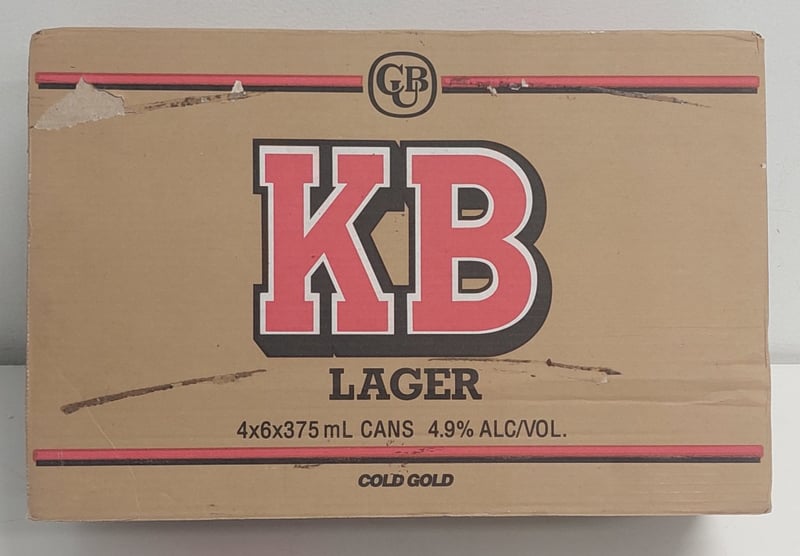 CUB
KB
LAGER
4x6x375 mL CANS 4.9% ALC/VOL.
COLD GOLD